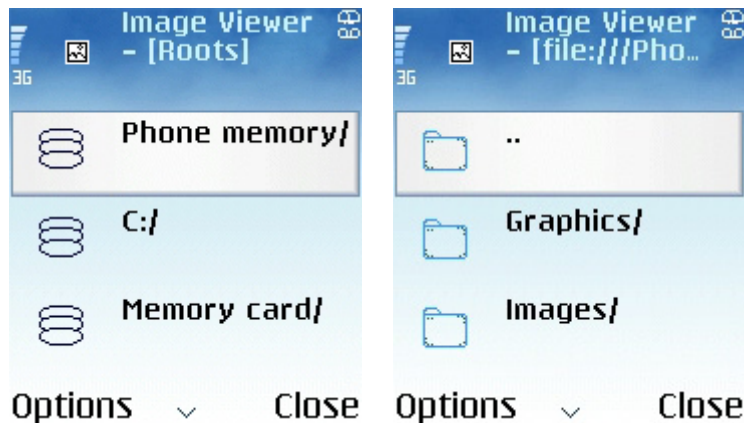 Image Viewer
– [Roots]
3G
Phone memory/
C:/
Memory card/
Options
Close
Image Viewer
– [file:///Pho…
3G
..
Graphics/
Images/
Options
Close